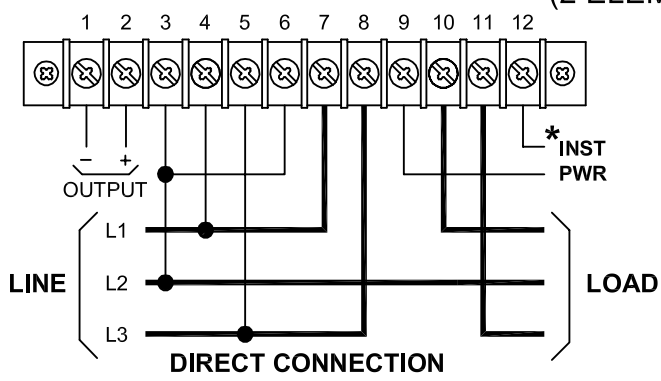 1 2 3 4 5 6 7 8 9 10 11 12
− +
*INST
PWR
OUTPUT
L1
LINE L2 LOAD
L3
DIRECT CONNECTION